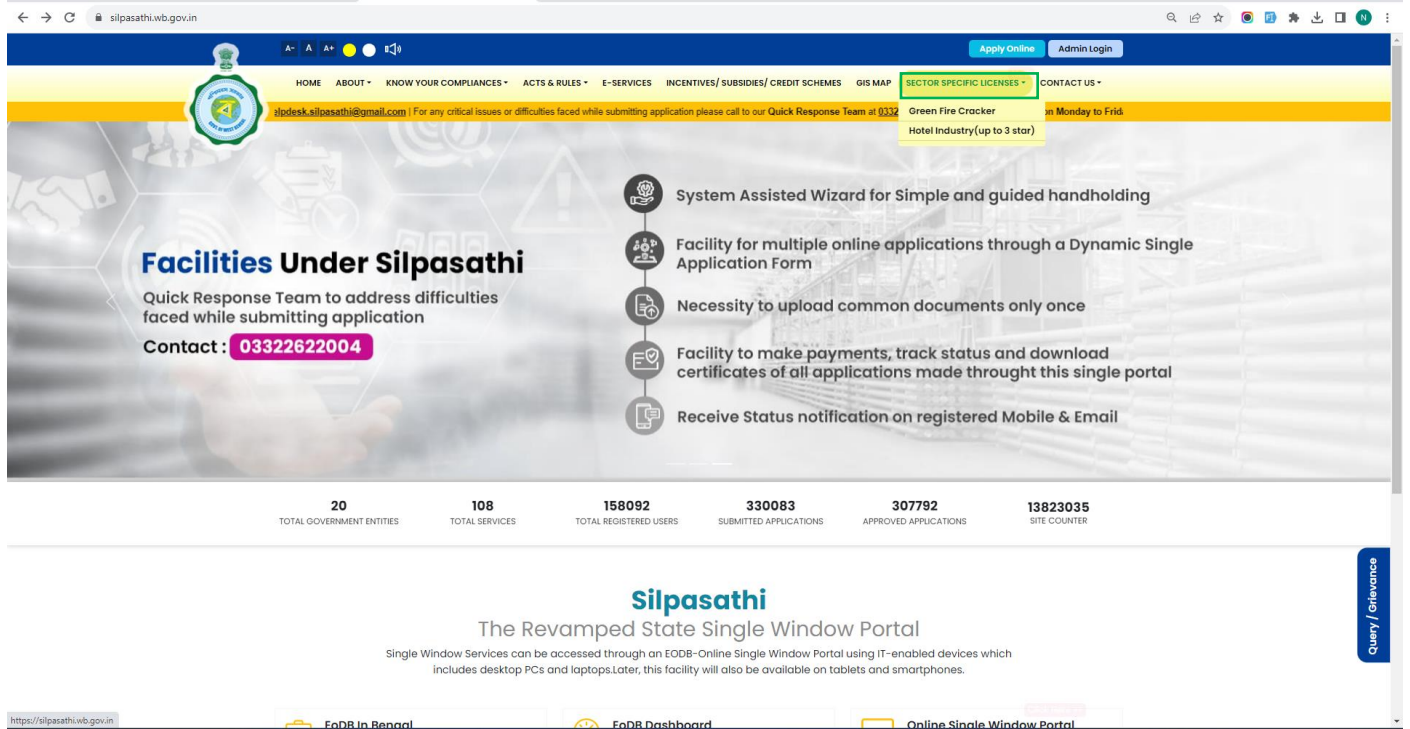 silpasathi.wb.gov.in
N
A- A A+
Apply Online Admin Login
HOME ABOUT KNOW YOUR COMPLIANCES ACTS & RULES E-SERVICES INCENTIVES/ SUBSIDIES/ CREDIT SCHEMES GIS MAP SECTOR SPECIFIC LICENSES CONTACT US
elpdesk.silpasathi@gmail.com | For any critical issues or difficulties faced while submitting application please call to our Quick Response Team at 0332 on Monday to Frid
Green Fire Cracker
Hotel Industry(up to 3 star)
System Assisted Wizard for Simple and guided handholding
Facility for multiple online applications through a Dynamic Single
Application Form
Facilities Under Silpasathi
Quick Response Team to address difficulties
faced while submitting application
Contact : 03322622004
Necessity to upload common documents only once
Facility to make payments, track status and download
certificates of all applications made throught this single portal
Receive Status notification on registered Mobile & Email
20 108 158092 330083 307792 13823035
TOTAL GOVERNMENT ENTITIES TOTAL SERVICES TOTAL REGISTERED USERS SUBMITTED APPLICATIONS APPROVED APPLICATIONS SITE COUNTER
Query / Grievance
Silpasathi
The Revamped State Single Window Portal
Single Window Services can be accessed through an EODB-Online Single Window Portal using IT-enabled devices which
includes desktop PCs and laptops.Later, this facility will also be available on tablets and smartphones.
EoDB In Bengal EoDB Dashboard Online Single Window Portal
https://silpasathi.wb.gov.in